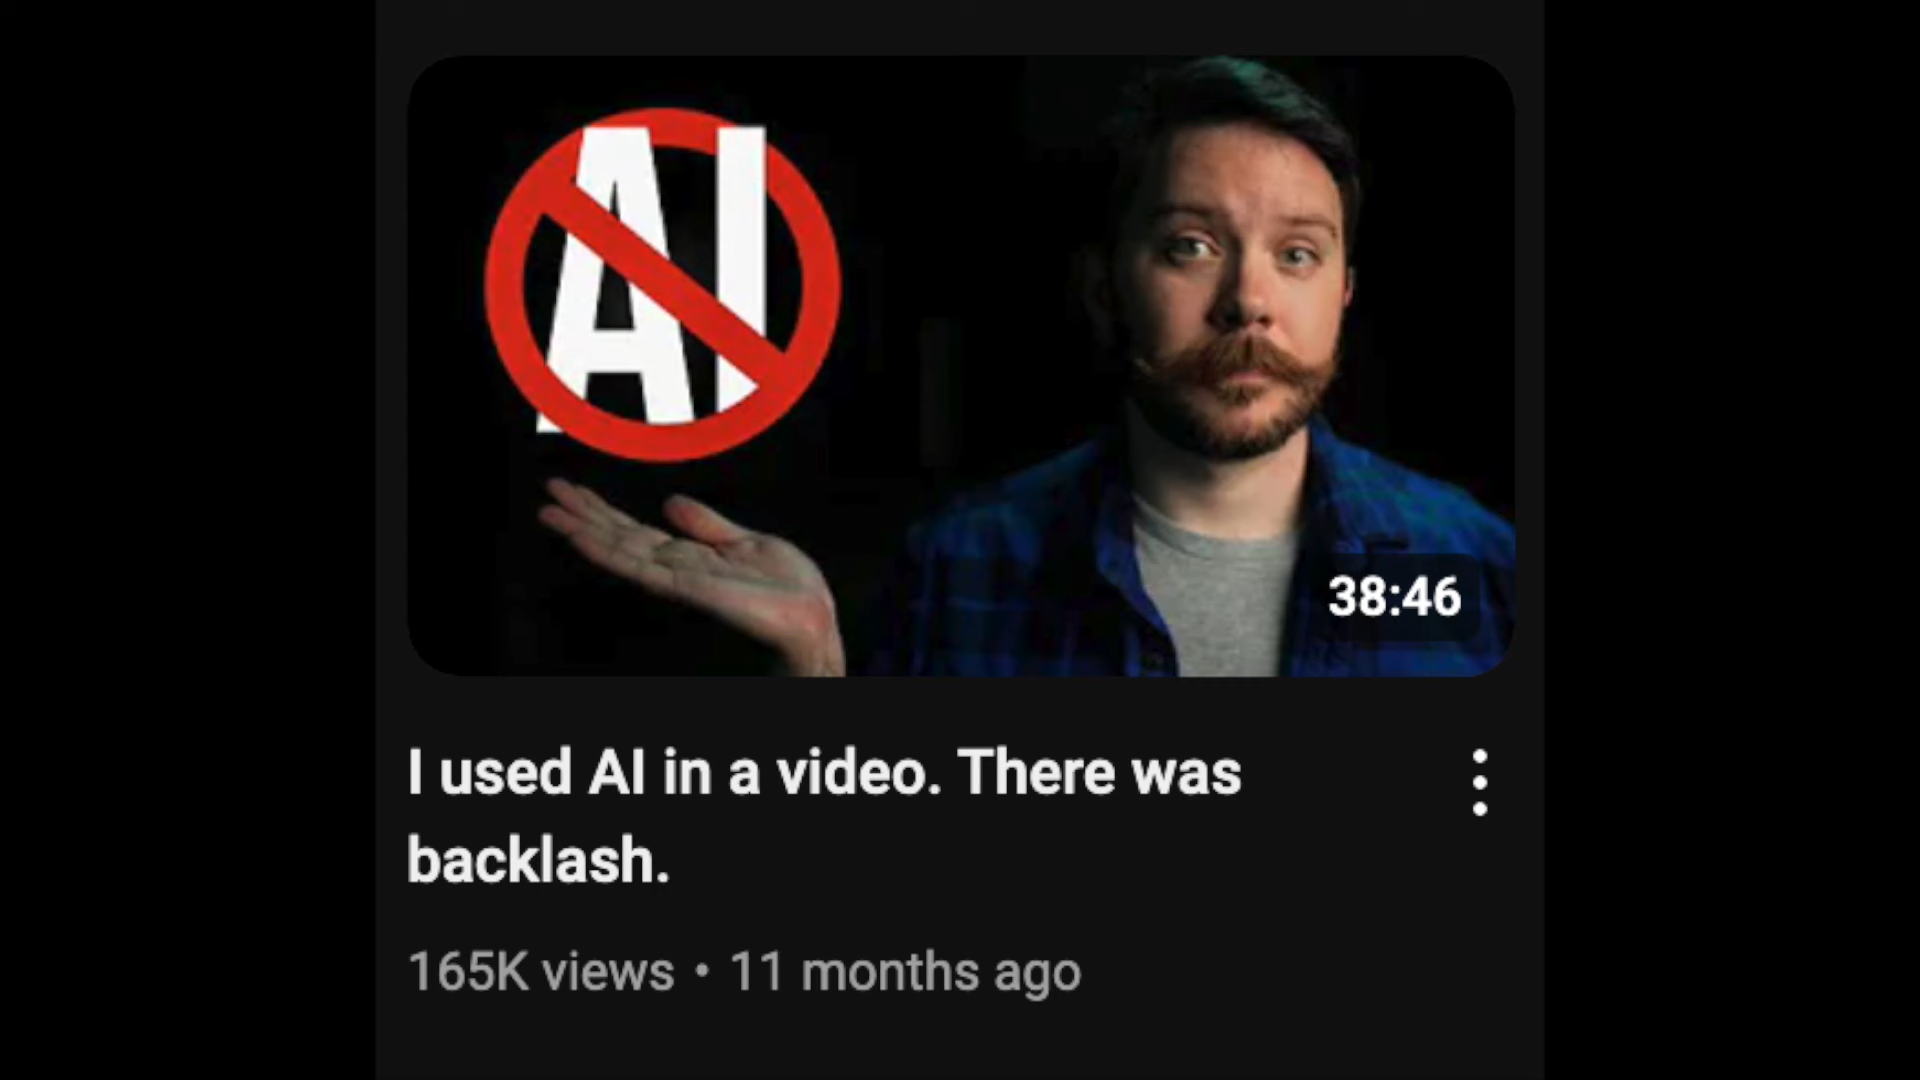 AI
38:46
I used AI in a video. There was
backlash.
165K views • 11 months ago